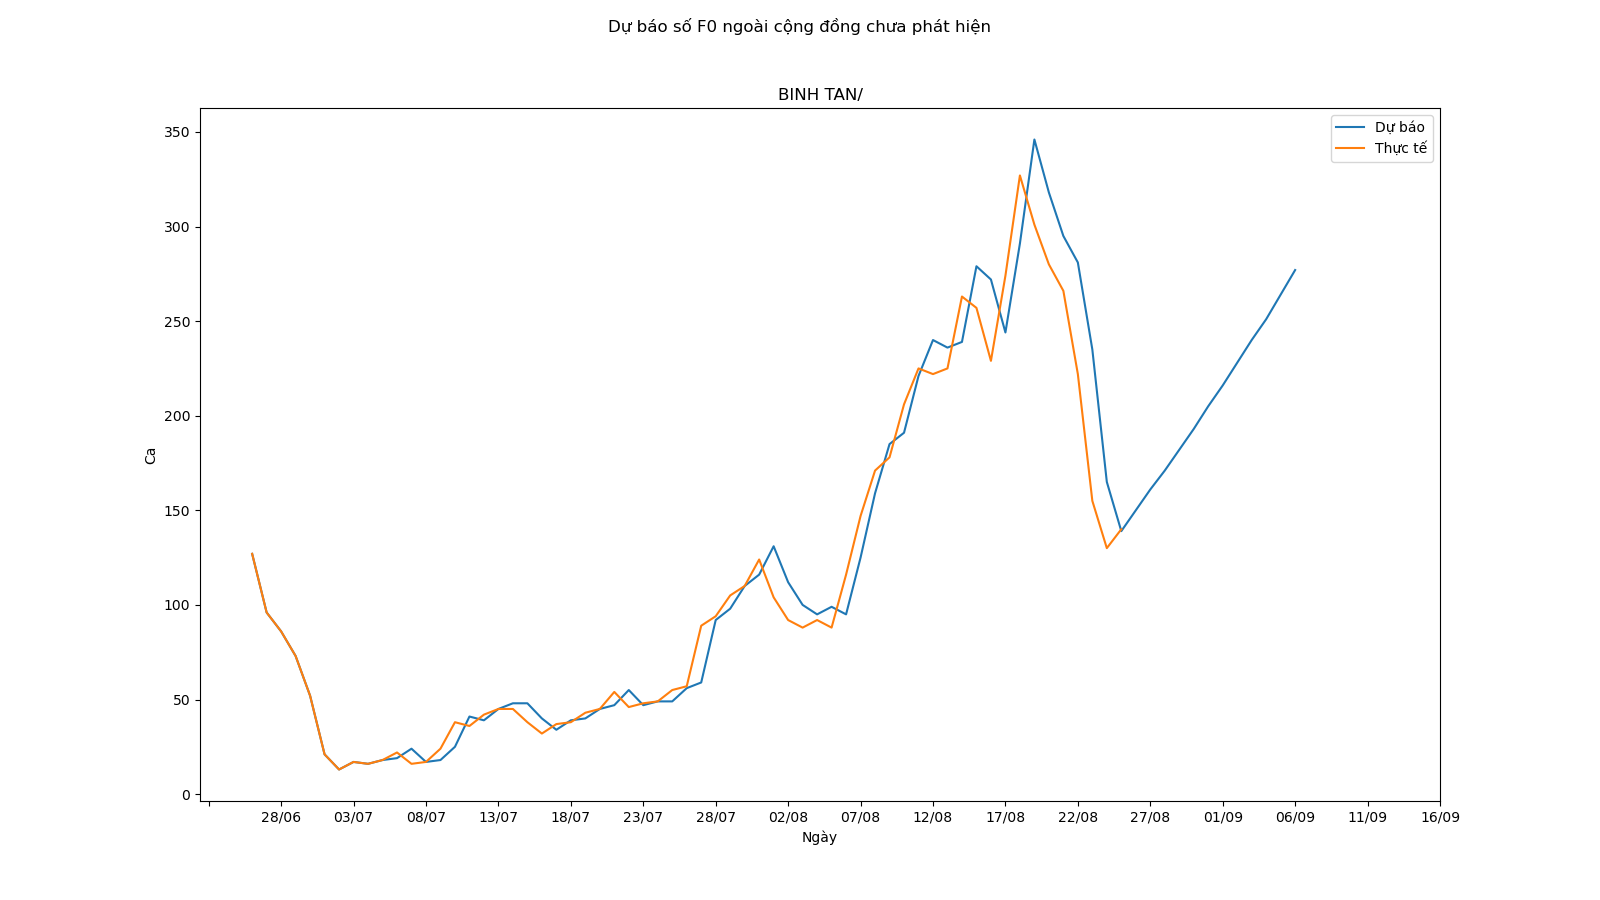 Dự báo số F0 ngoài cộng đồng chưa phát hiện
BINH TAN/
Dự báo
Thực tế
350
300
250
200
150
100
50
0
Ca
28/06 03/07 08/07 13/07 18/07 23/07 28/07 02/08 07/08 12/08 17/08 22/08 27/08 01/09 06/09 11/09 16/09
Ngày